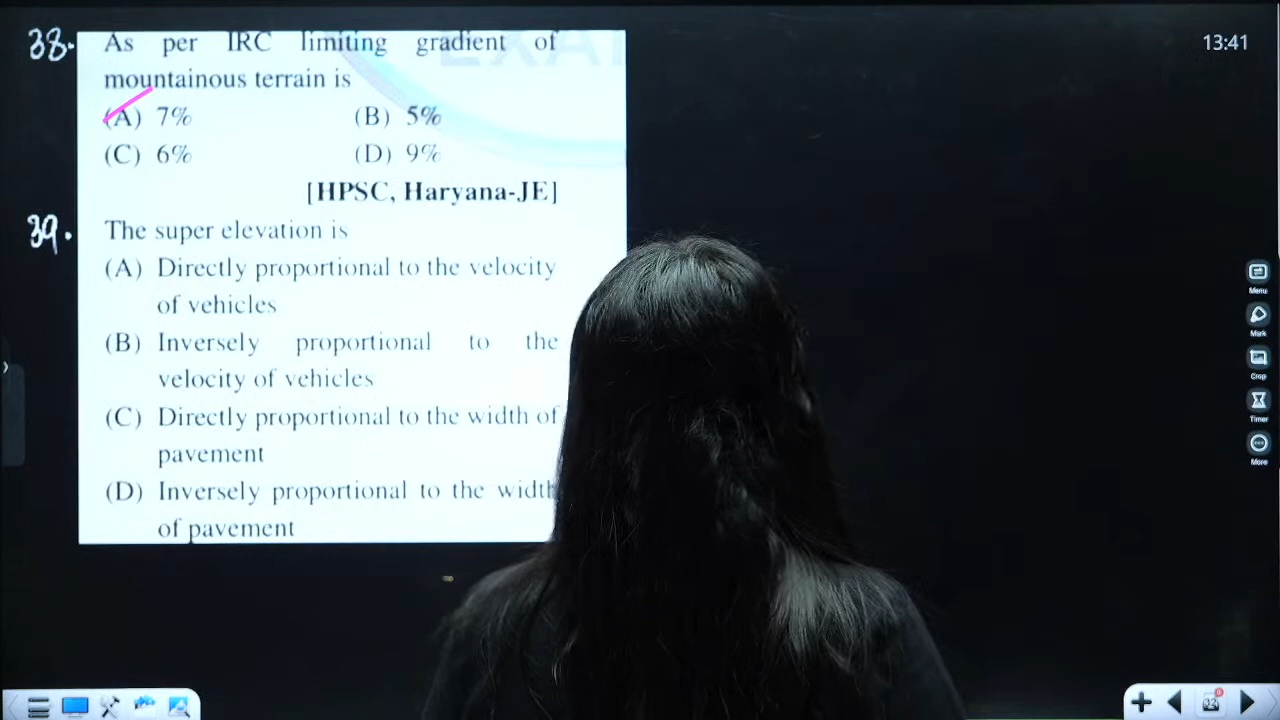 13:41
38. As per IRC limiting gradient of
mountainous terrain is
(A) 7% (B) 5%
(C) 6% (D) 9%
[HPSC, Haryana-JE]
39. The super elevation is
(A) Directly proportional to the velocity
of vehicles
(B) Inversely proportional to the
velocity of vehicles
(C) Directly proportional to the width of
pavement
(D) Inversely proportional to the width
of pavement
Menu
Mark
Crop
Timer
More